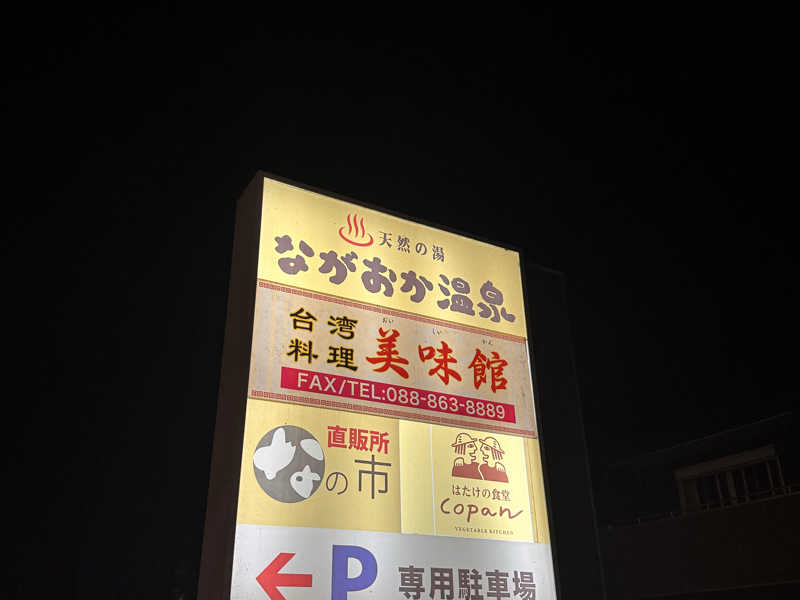 天然の湯
ながおか温泉
台湾
料理
おい しい かん
美味館
FAX/TEL:088-863-8889
直販所
なの市
はたけの食堂
copan
VEGETABLE KITCHEN
P 専用駐車場